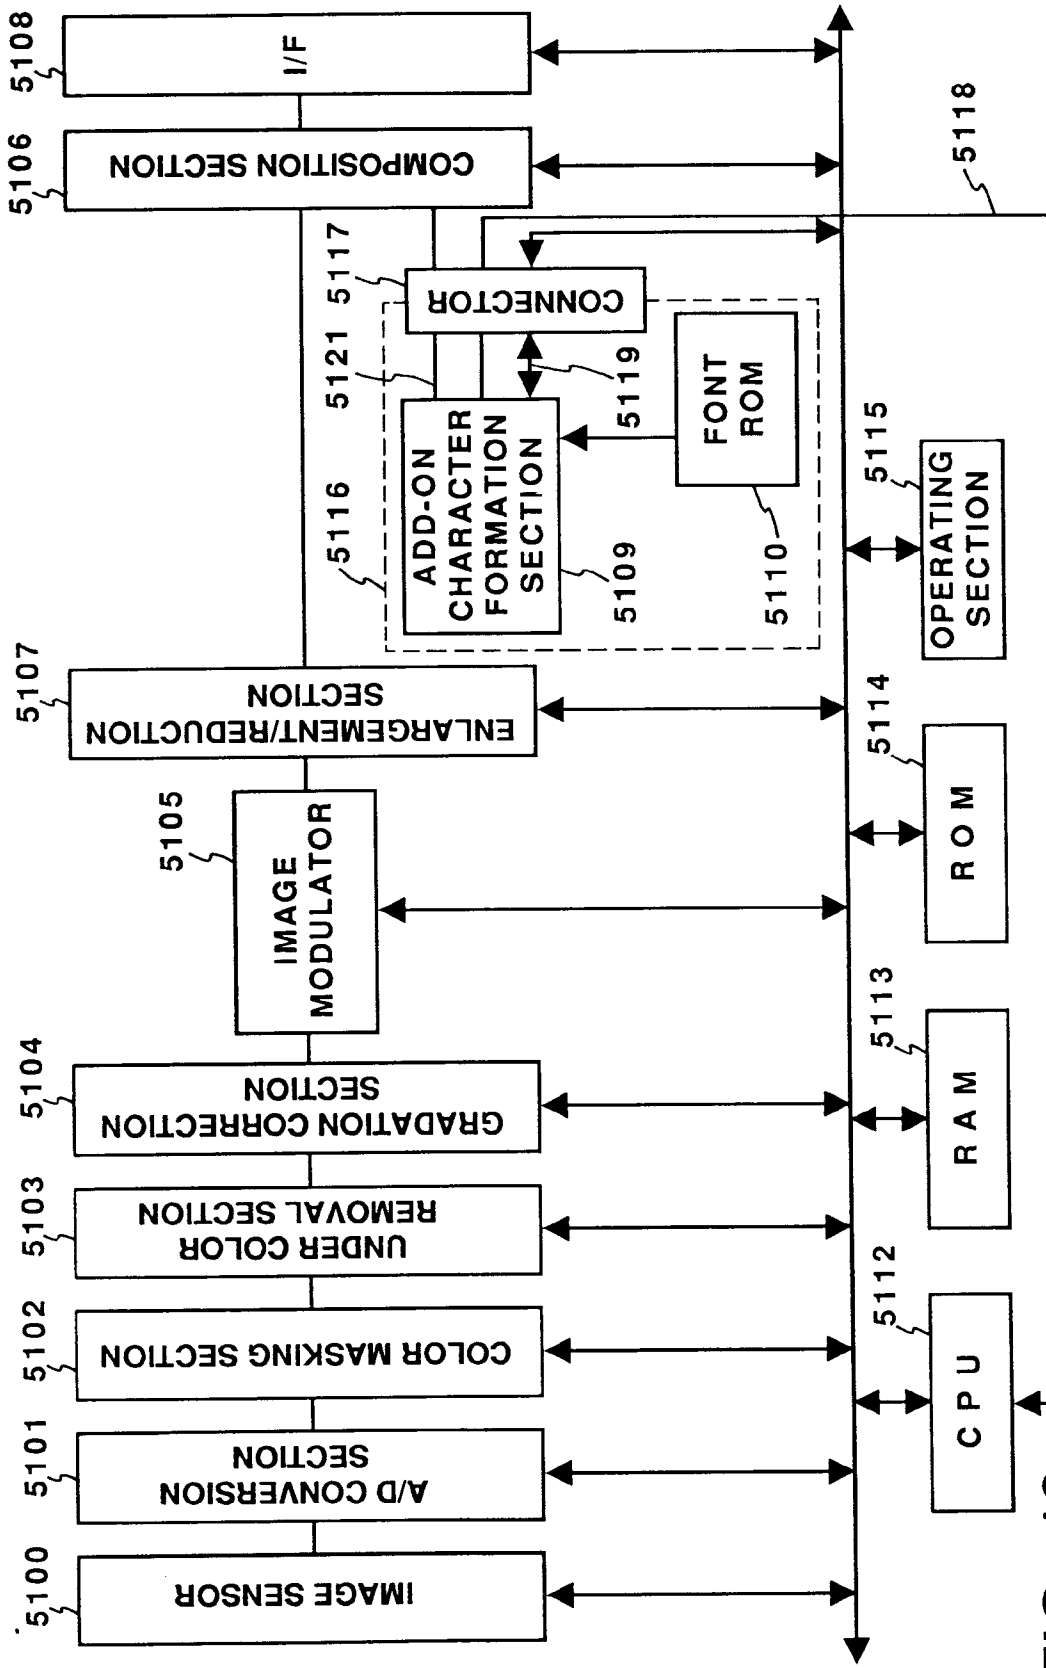 5100
IMAGE SENSOR
5101
A/D CONVERSION
SECTION
5102
COLOR MASKING SECTION
5103
UNDER COLOR
REMOVAL SECTION
5104
GRADATION CORRECTION
SECTION
5105
IMAGE
MODULATOR
5107
ENLARGEMENT/REDUCTION
SECTION
5116
5121
5117
ADD-ON
CHARACTER
FORMATION
SECTION
5109
CONNECTOR
5119
FONT
ROM
5110
5106
COMPOSITION SECTION
5108
I/F
5118
5112
CPU
5113
RAM
5114
ROM
5115
OPERATING
SECTION